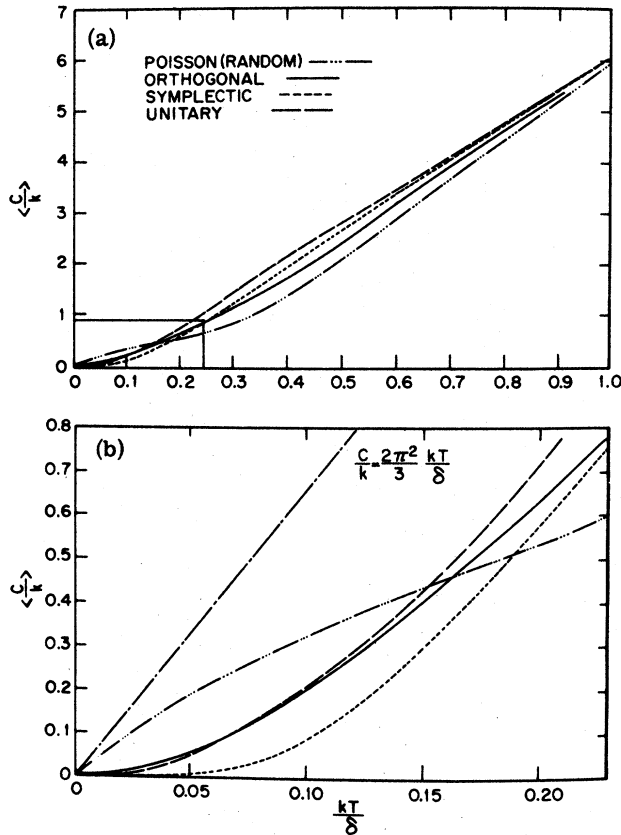 (a)
POISSON (RANDOM)
ORTHOGONAL
SYMPLECTIC
UNITARY
7
6
5
4
3
2
1
0
<C/k>
0 0.1 0.2 0.3 0.4 0.5 0.6 0.7 0.8 0.9 1.0
(b)
C/k = 2π²/3 kT/δ
0.8
0.7
0.6
0.5
0.4
0.3
0.2
0.1
0
<C/k>
0 0.05 0.10 0.15 0.20
kT/δ